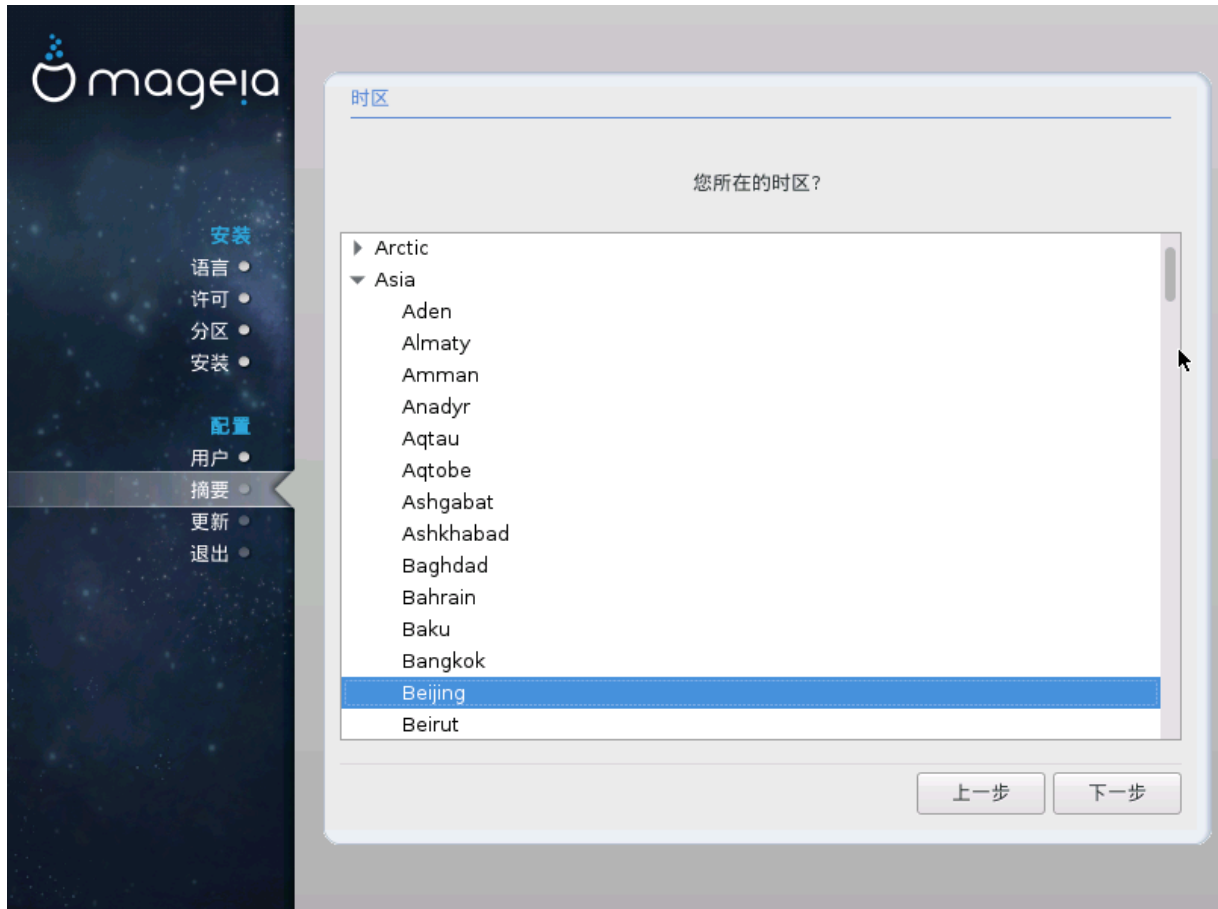 mageia
安装
语言
许可
分区
安装
配置
用户
摘要
更新
退出
时区
您所在的时区?
Arctic
Asia
Aden
Almaty
Amman
Anadyr
Aqtau
Aqtobe
Ashgabat
Ashkhabad
Baghdad
Bahrain
Baku
Bangkok
Beijing
Beirut
上一步
下一步